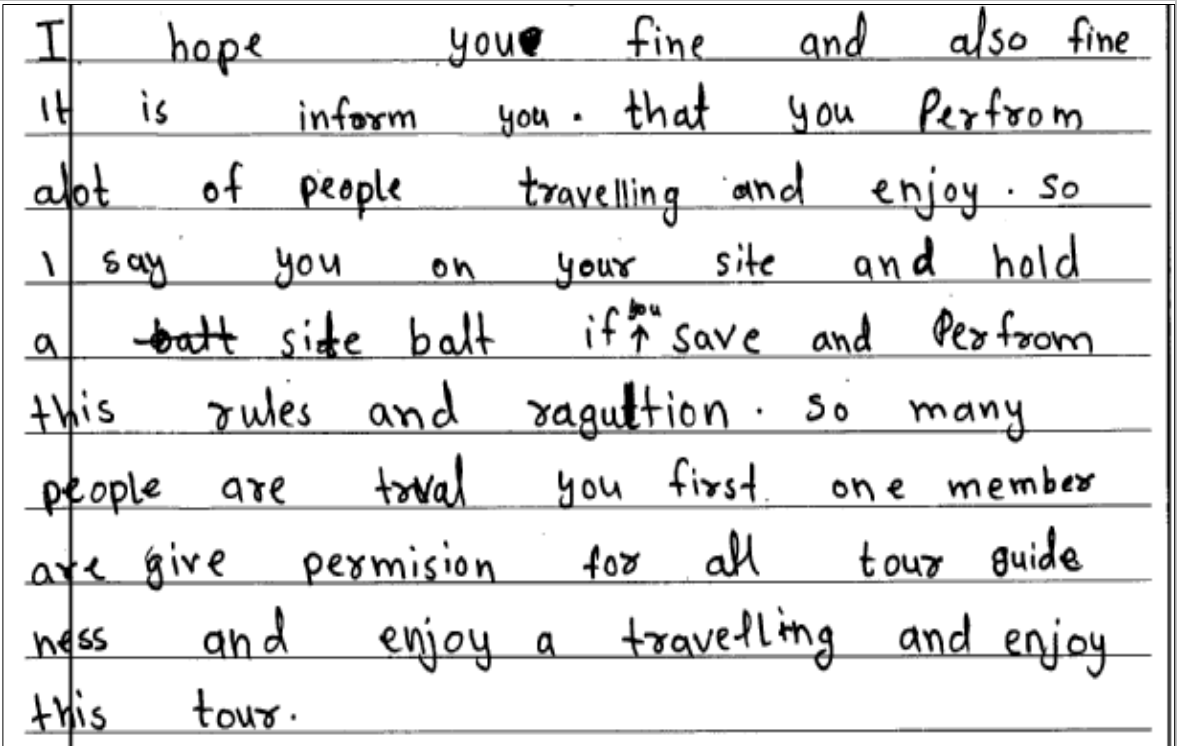 I hope you fine and also fine
It is inform you. that you Perfrom
alot of people travelling and enjoy. so
I say you on your site and hold
a batt side balt if you save and Perfrom
this rules and raguttion. so many
people are trval you first. one member
are give permision for all tour guide
ness and enjoy a travelling and enjoy
this tour.